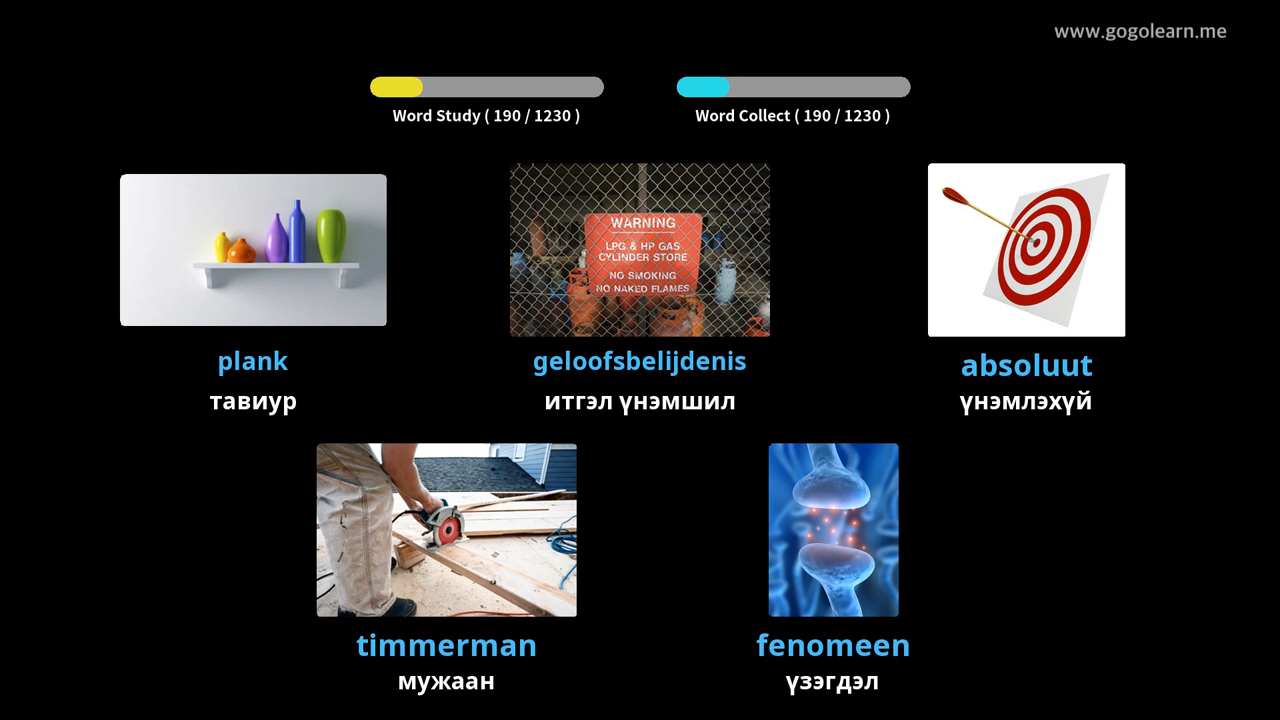 www.gogolearn.me
Word Study ( 190 / 1230 )
Word Collect ( 190 / 1230 )
WARNING
LPG & HP GAS
CYLINDER STORE
NO SMOKING
NO NAKED FLAMES
plank
geloofsbelijdenis
absoluut
тавиур
итгэл үнэмшил
үнэмлэхүй
timmerman
fenomeen
мужаан
үзэгдэл